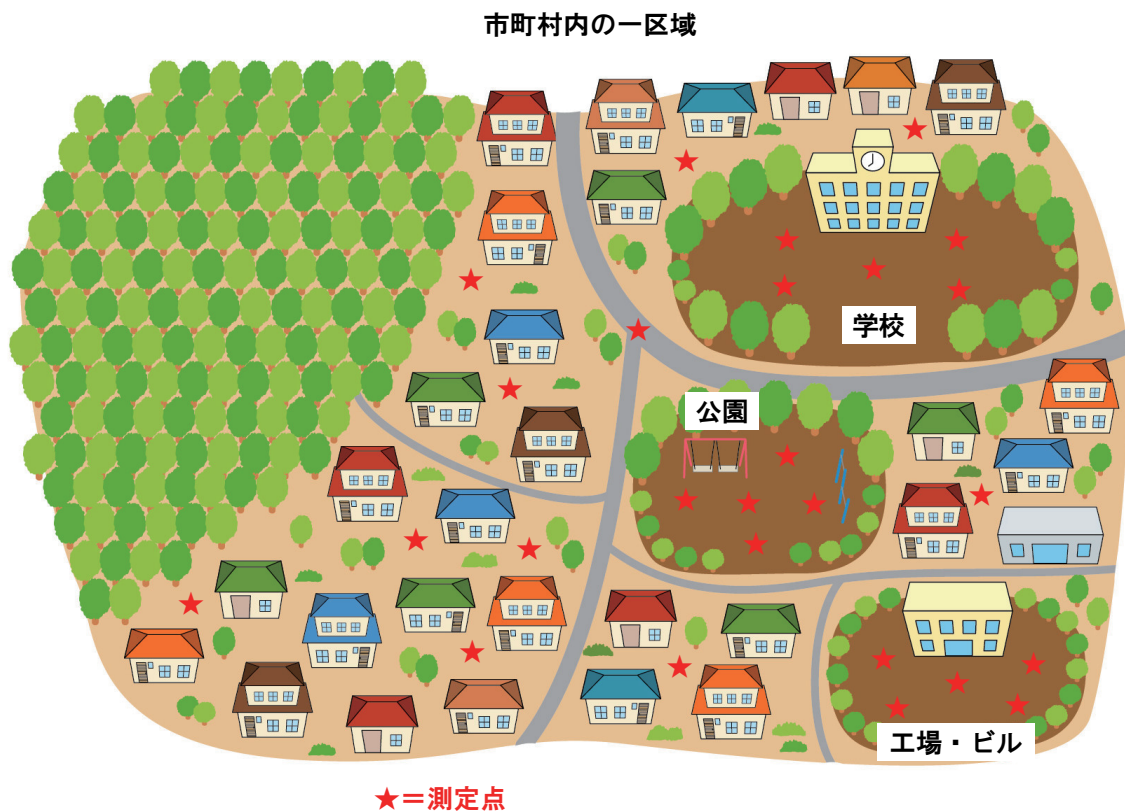 市町村内の一区域
学校
公園
工場・ビル
★＝測定点